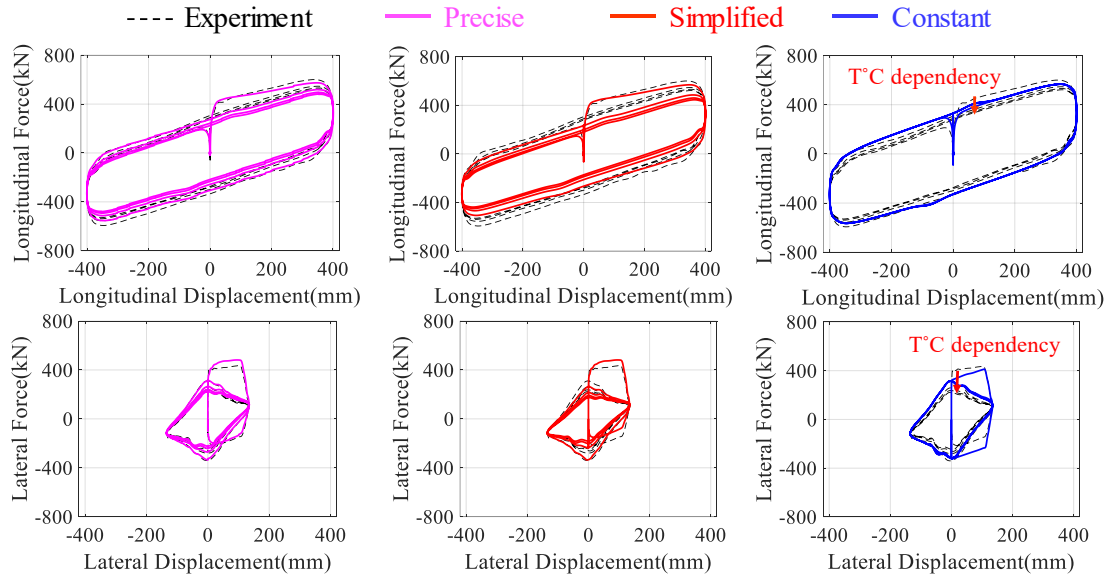 Experiment Precise Simplified Constant
800
400
0
-400
-800
-400 -200 0 200 400
Longitudinal Force(kN)
Longitudinal Displacement(mm)
800
400
0
-400
-800
-400 -200 0 200 400
Longitudinal Force(kN)
Longitudinal Displacement(mm)
T°C dependency
800
400
0
-400
-800
-400 -200 0 200 400
Longitudinal Force(kN)
Longitudinal Displacement(mm)
800
400
0
-400
-800
-400 -200 0 200 400
Lateral Force(kN)
Lateral Displacement(mm)
800
400
0
-400
-800
-400 -200 0 200 400
Lateral Force(kN)
Lateral Displacement(mm)
T°C dependency
800
400
0
-400
-800
-400 -200 0 200 400
Lateral Force(kN)
Lateral Displacement(mm)